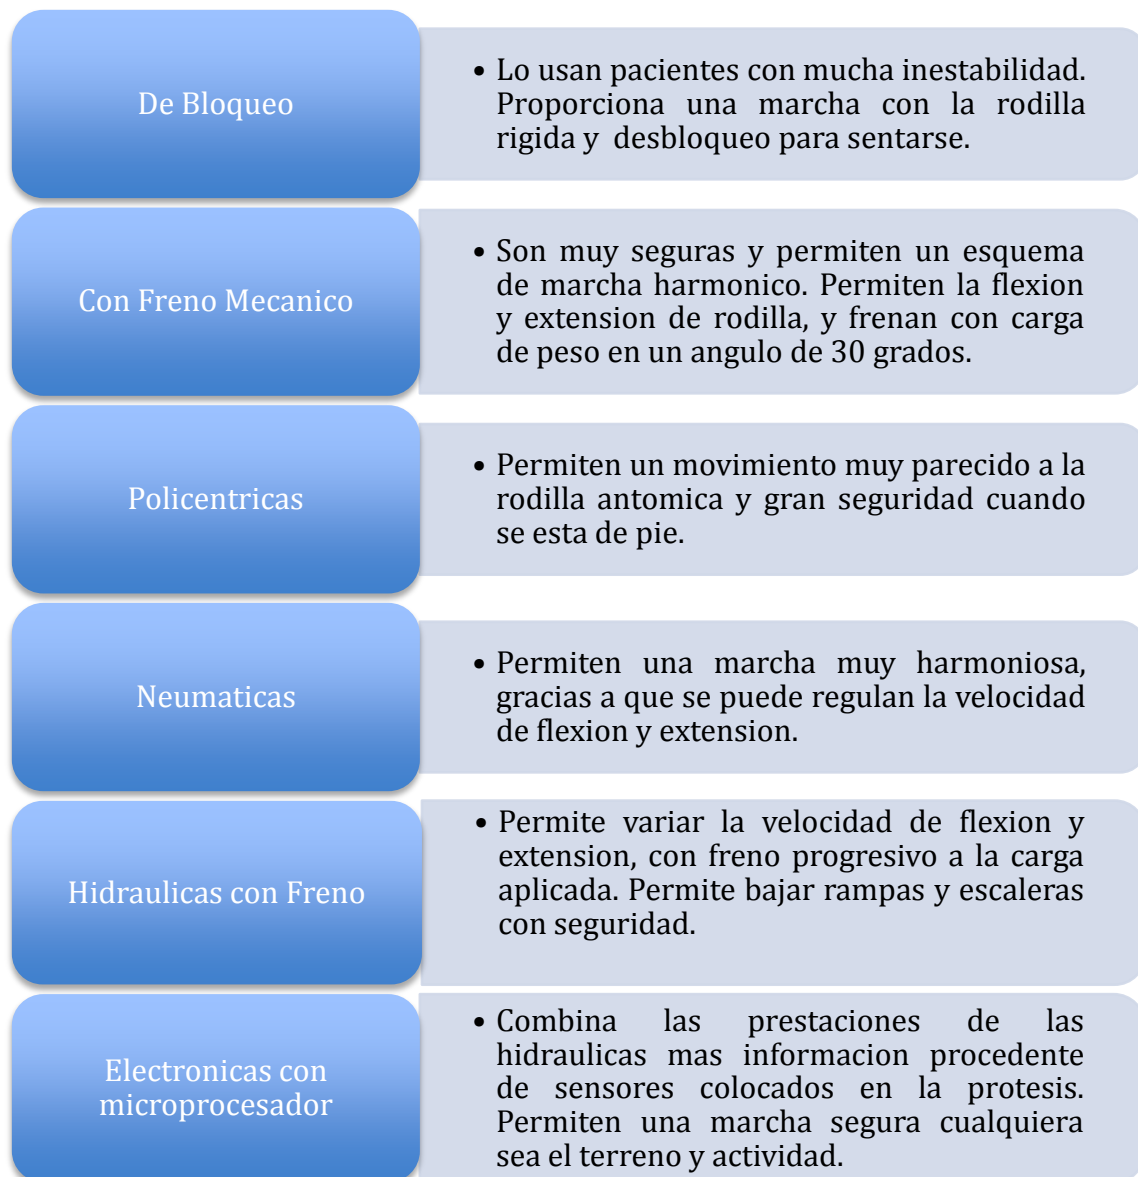 De Bloqueo
• Lo usan pacientes con mucha inestabilidad.
Proporciona una marcha con la rodilla
rigida y desbloqueo para sentarse.
Con Freno Mecanico
• Son muy seguras y permiten un esquema
de marcha harmonico. Permiten la flexion
y extension de rodilla, y frenan con carga
de peso en un angulo de 30 grados.
Policentricas
• Permiten un movimiento muy parecido a la
rodilla antomica y gran seguridad cuando
se esta de pie.
Neumaticas
• Permiten una marcha muy harmoniosa,
gracias a que se puede regulan la velocidad
de flexion y extension.
Hidraulicas con Freno
• Permite variar la velocidad de flexion y
extension, con freno progresivo a la carga
aplicada. Permite bajar rampas y escaleras
con seguridad.
Electronicas con
microprocesador
• Combina las prestaciones de las
hidraulicas mas informacion procedente
de sensores colocados en la protesis.
Permiten una marcha segura cualquiera
sea el terreno y actividad.